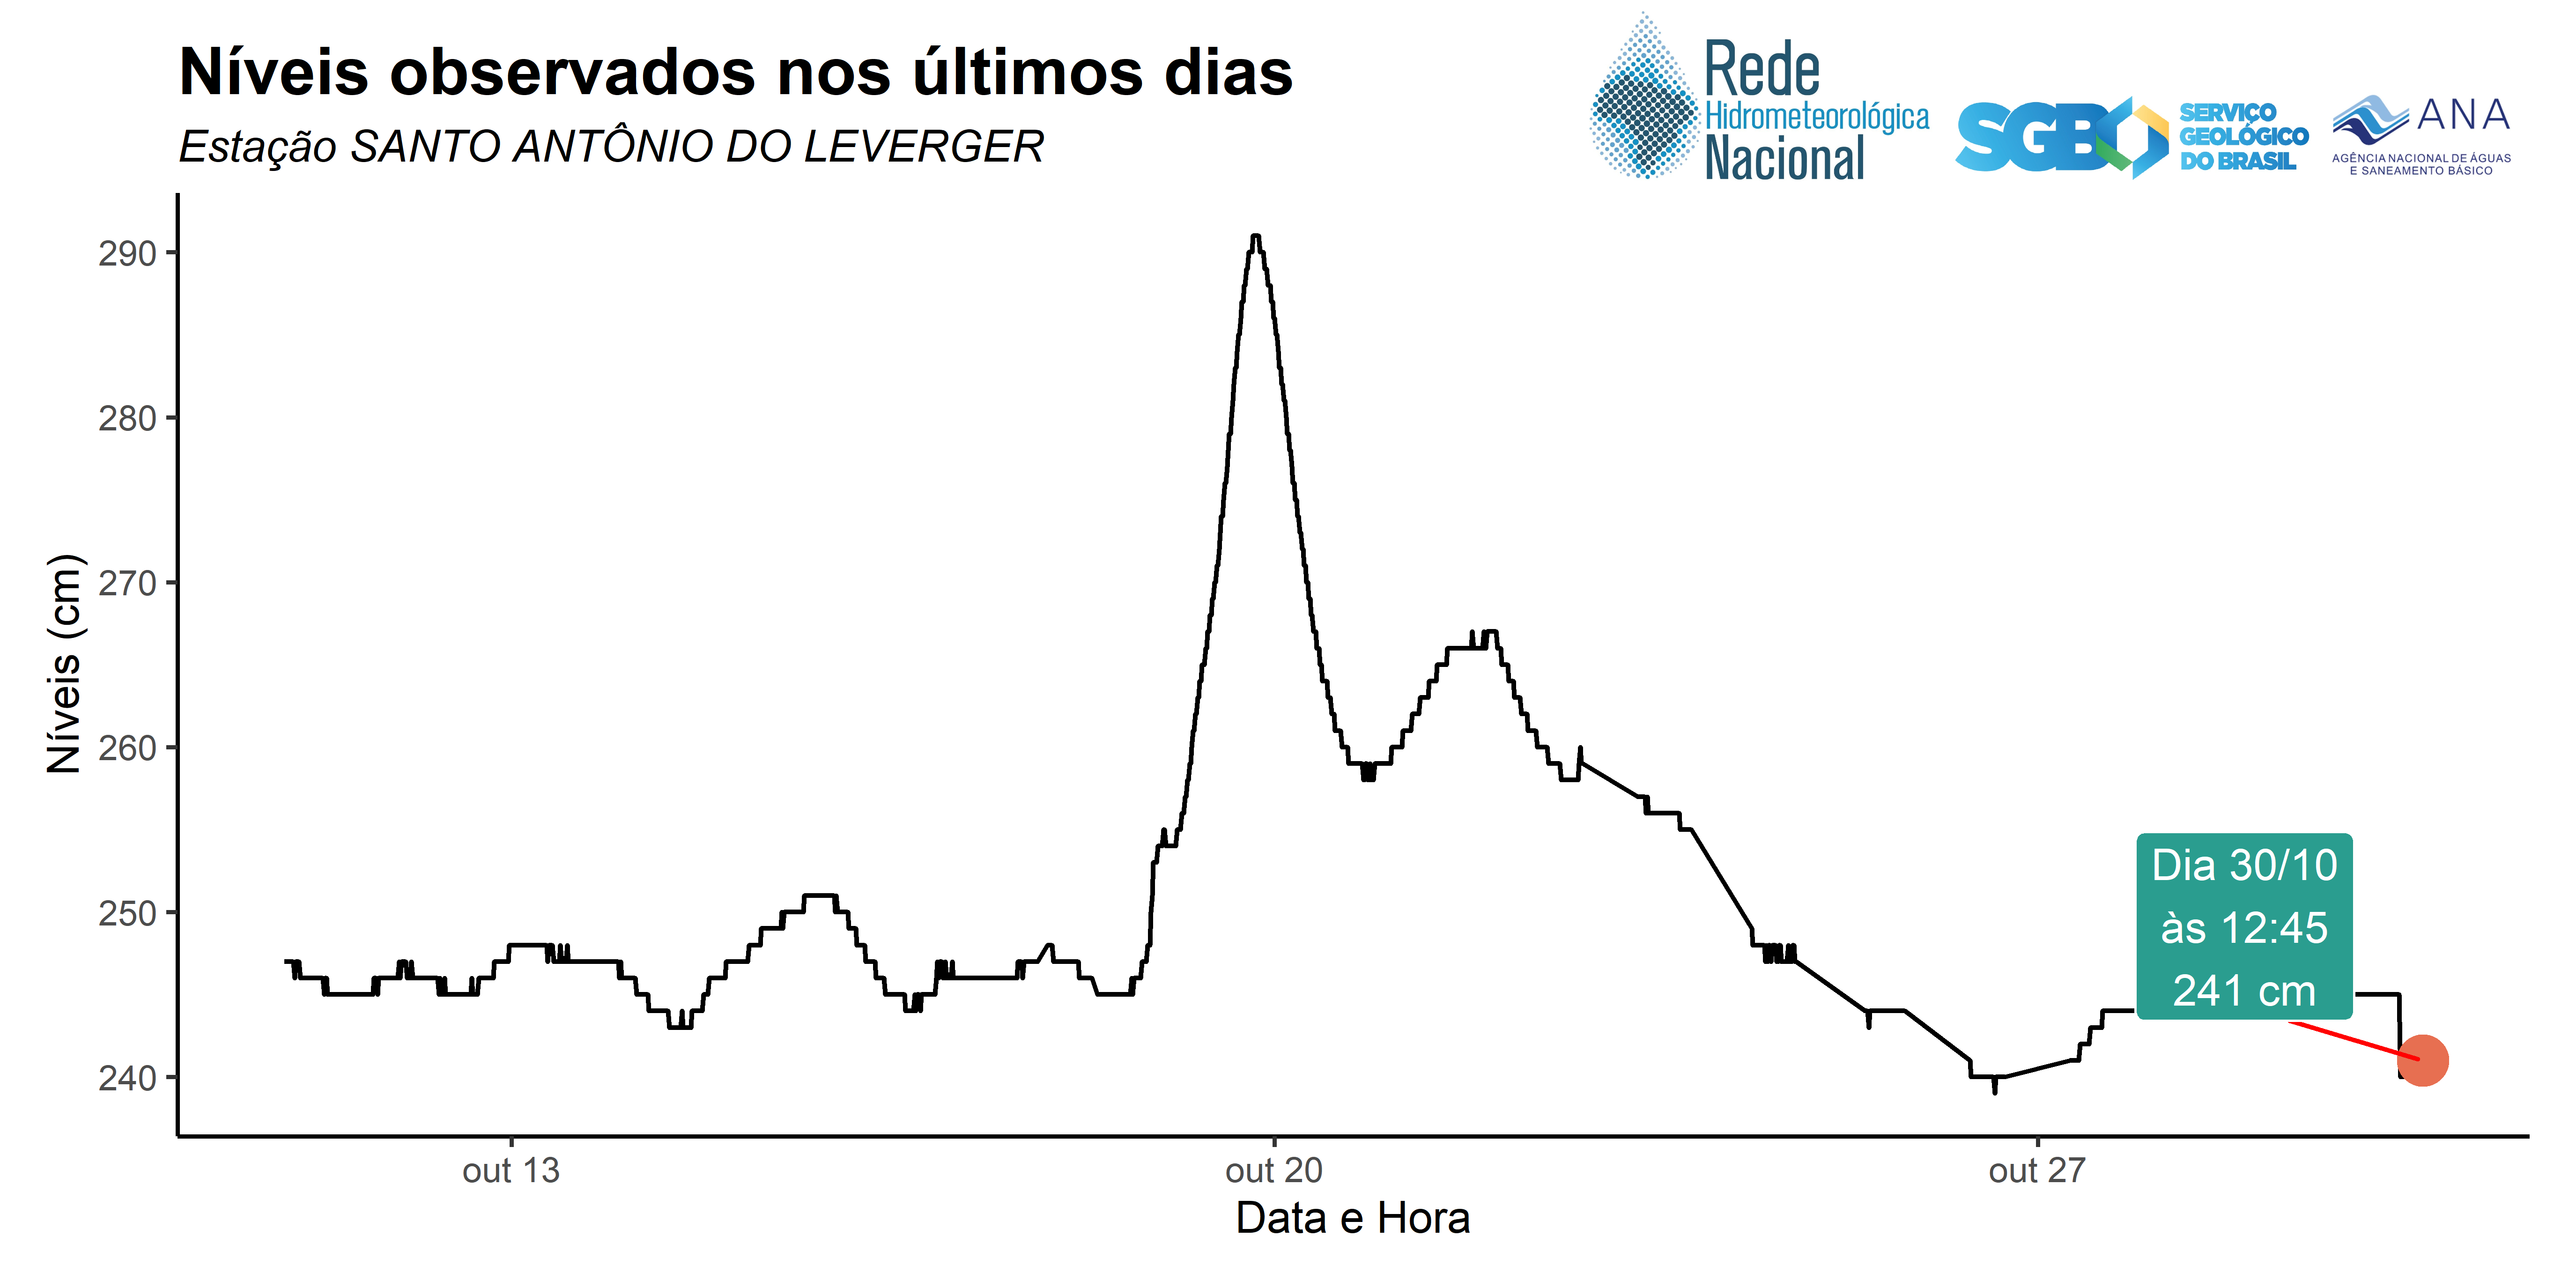 Níveis observados nos últimos dias
Estação SANTO ANTÔNIO DO LEVERGER
Rede
Hidrometeorológica
Nacional
SGB
SERVIÇO
GEOLÓGICO
DO BRASIL
ANA
AGÊNCIA NACIONAL DE ÁGUAS
E SANEAMENTO BÁSICO
Níveis (cm)
290
280
270
260
250
240
Dia 30/10
às 12:45
241 cm
out 13
out 20
out 27
Data e Hora